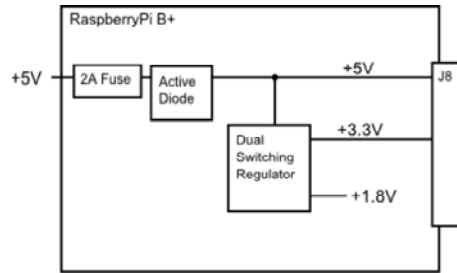 RaspberryPi B+
+5V
2A Fuse
Active
Diode
+5V
J8
Dual
Switching
Regulator
+3.3V
+1.8V